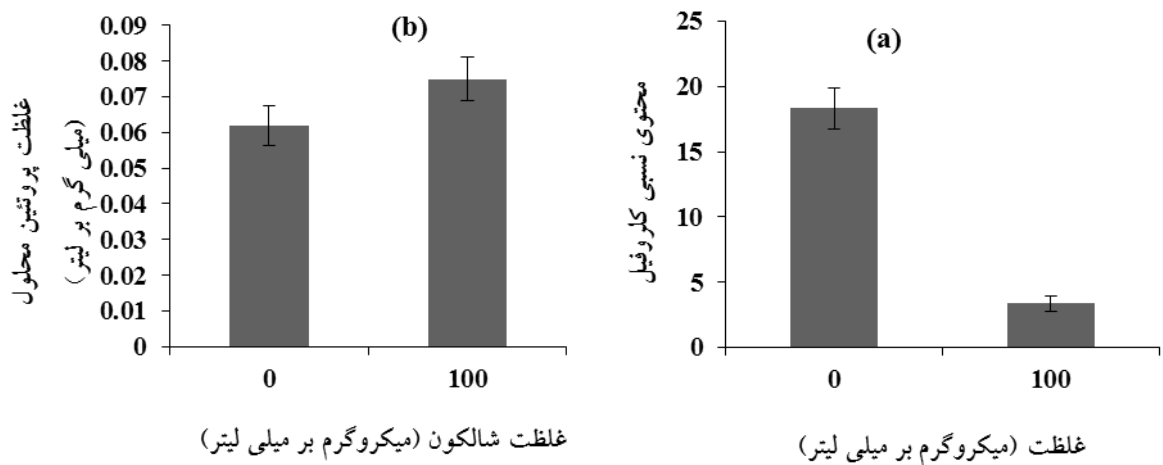 (b)
غلظت پروتئین محلول
(میلی گرم بر لیتر)
0.09
0.08
0.07
0.06
0.05
0.04
0.03
0.02
0.01
0
0 100
غلظت شالکون (میکروگرم بر میلی لیتر)
(a)
محتوی نسبی کلروفیل
25
20
15
10
5
0
0 100
غلظت (میکروگرم بر میلی لیتر)